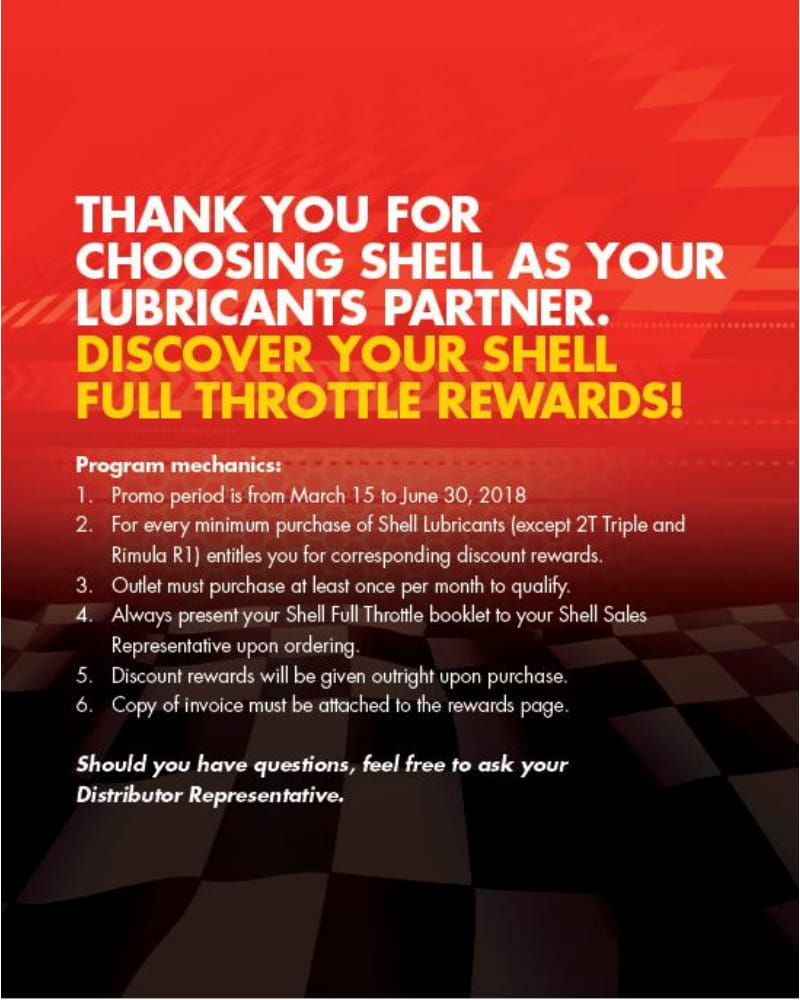 THANK YOU FOR
CHOOSING SHELL AS YOUR
LUBRICANTS PARTNER.
DISCOVER YOUR SHELL
FULL THROTTLE REWARDS!
Program mechanics:
1. Promo period is from March 15 to June 30, 2018
2. For every minimum purchase of Shell Lubricants (except 2T Triple and
Rimula R1) entitles you for corresponding discount rewards.
3. Outlet must purchase at least once per month to qualify.
4. Always present your Shell Full Throttle booklet to your Shell Sales
Representative upon ordering.
5. Discount rewards will be given outright upon purchase.
6. Copy of invoice must be attached to the rewards page.
Should you have questions, feel free to ask your
Distributor Representative.